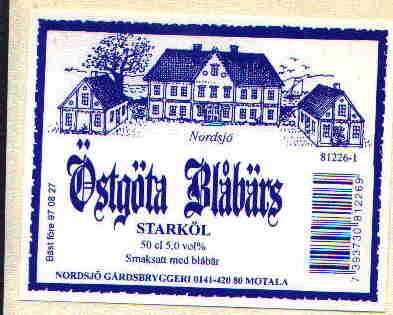 Nordsjö
81226-1
Östgöta Blåbärs
STARKÖL
50 cl 5,0 vol%
Smaksatt med blåbär
NORDSJÖ GÅRDSBRYGGERI 0141-420 80 MOTALA
Bäst före 97 08 27
7 393730 812269